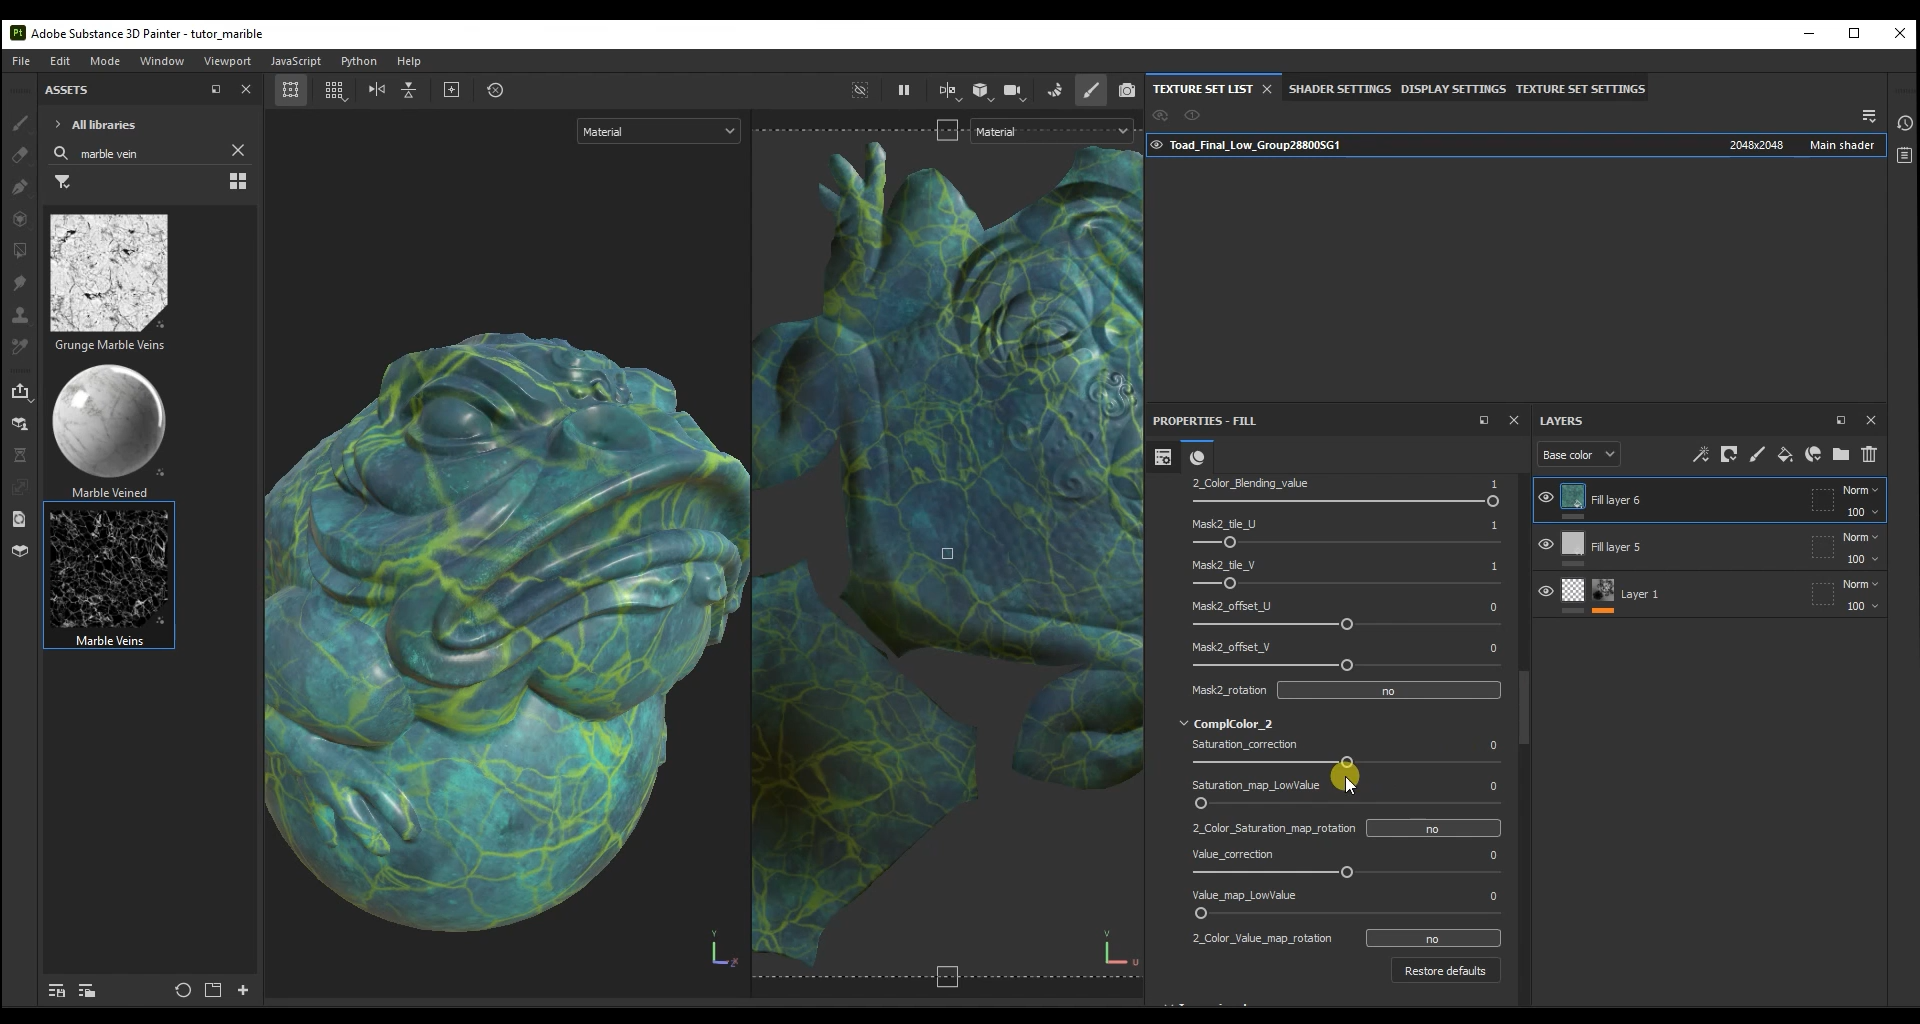 Pt Adobe Substance 3D Painter - tutor_marible
File Edit Mode Window Viewport JavaScript Python Help
ASSETS
All libraries
marble vein
Grunge Marble Veins
Marble Veined
Marble Veins
Material
Material
Y
Z
V
U
TEXTURE SET LIST SHADER SETTINGS DISPLAY SETTINGS TEXTURE SET SETTINGS
Toad_Final_Low_Group28800SG1 2048x2048 Main shader
PROPERTIES - FILL
2_Color_Blending_value 1
Mask2_tile_U 1
Mask2_tile_V 1
Mask2_offset_U 0
Mask2_offset_V 0
Mask2_rotation no
ComplColor_2
Saturation_correction 0
Saturation_map_LowValue 0
2_Color_Saturation_map_rotation no
Value_correction 0
Value_map_LowValue 0
2_Color_Value_map_rotation no
Restore defaults
LAYERS
Base color
Fill layer 6 Norm
100
Fill layer 5 Norm
100
Layer 1 Norm
100